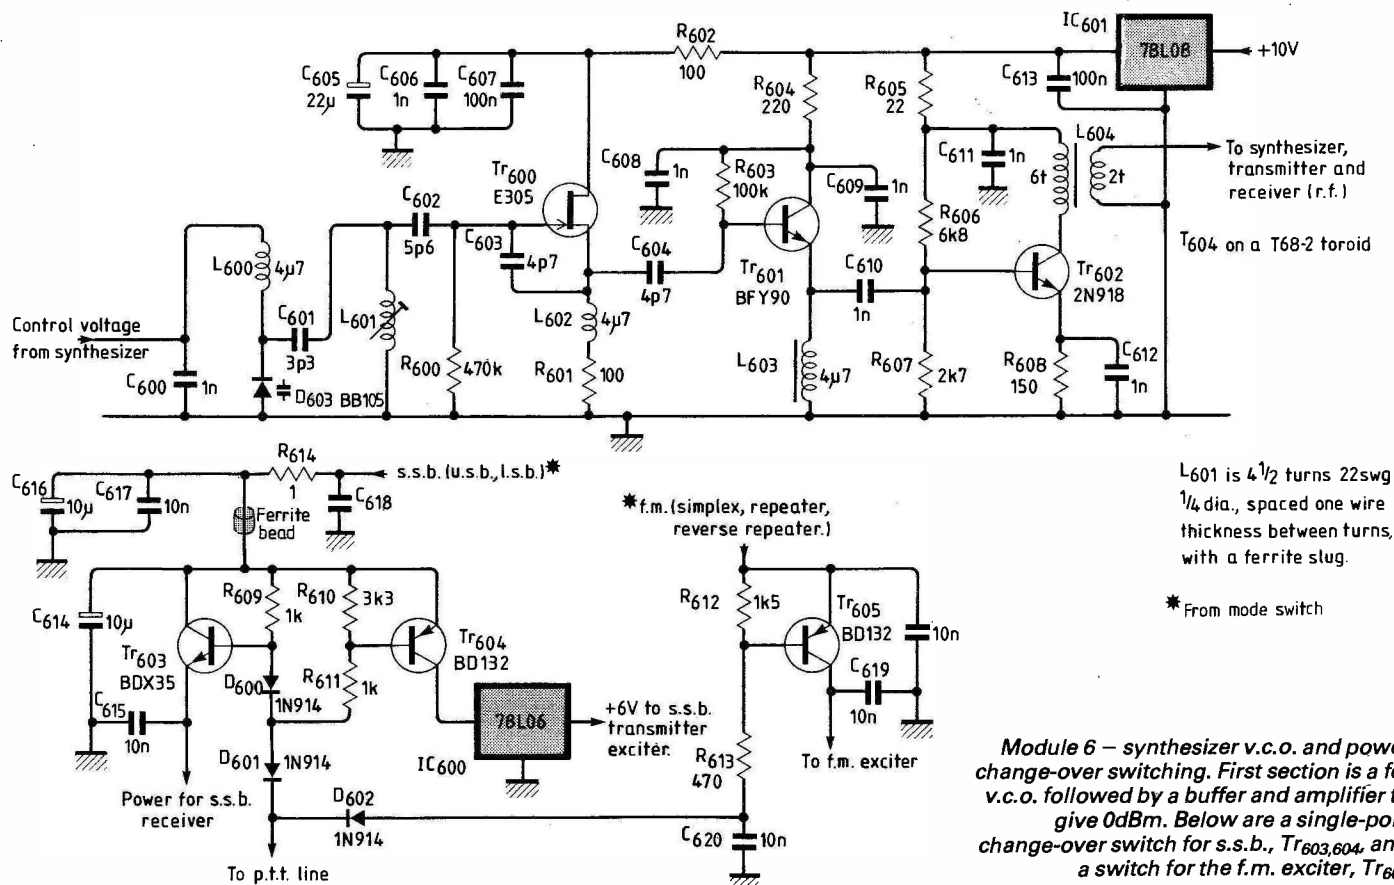 IC601
78L08
+10V
R602
100
C605
22µ
C606
1n
C607
100n
R604
220
R605
22
C613
100n
L604
6t
2t
To synthesizer,
transmitter and
receiver (r.f.)
T604 on a T68-2 toroid
C608
1n
R603
100k
C609
1n
C611
1n
Tr600
E305
C602
5p6
C603
4p7
C604
4p7
R606
6k8
L600
4µ7
Tr601
BFY90
C610
1n
Tr602
2N918
Control voltage
from synthesizer
C601
3p3
L601
L602
4µ7
C600
1n
D603 BB105
R600
470k
R601
100
L603
4µ7
R607
2k7
R608
150
C612
1n
R614
1
s.s.b. (u.s.b., l.s.b.)*
C616
10µ
C617
10n
C618
Ferrite
bead
*f.m.(simplex, repeater,
reverse repeater.)
L601 is 4 1/2 turns 22swg
1/4 dia., spaced one wire
thickness between turns,
with a ferrite slug.
*From mode switch
C614
10µ
R609
1k
R610
3k3
Tr603
BDX35
Tr604
BD132
R612
1k5
Tr605
BD132
10n
D600
1N914
R611
1k
C619
10n
C615
10n
78L06
IC600
+6V to s.s.b.
transmitter
exciter.
D601
1N914
R613
470
To f.m. exciter
Power for s.s.b.
receiver
D602
1N914
C620
10n
To p.t.t. line
Module 6 – synthesizer v.c.o. and
change-over switching. First section is a
v.c.o. followed by a buffer and amplifier
give 0dBm. Below are a
change-over switch for s.s.b., Tr603,604,
a switch for the f.m. exciter,